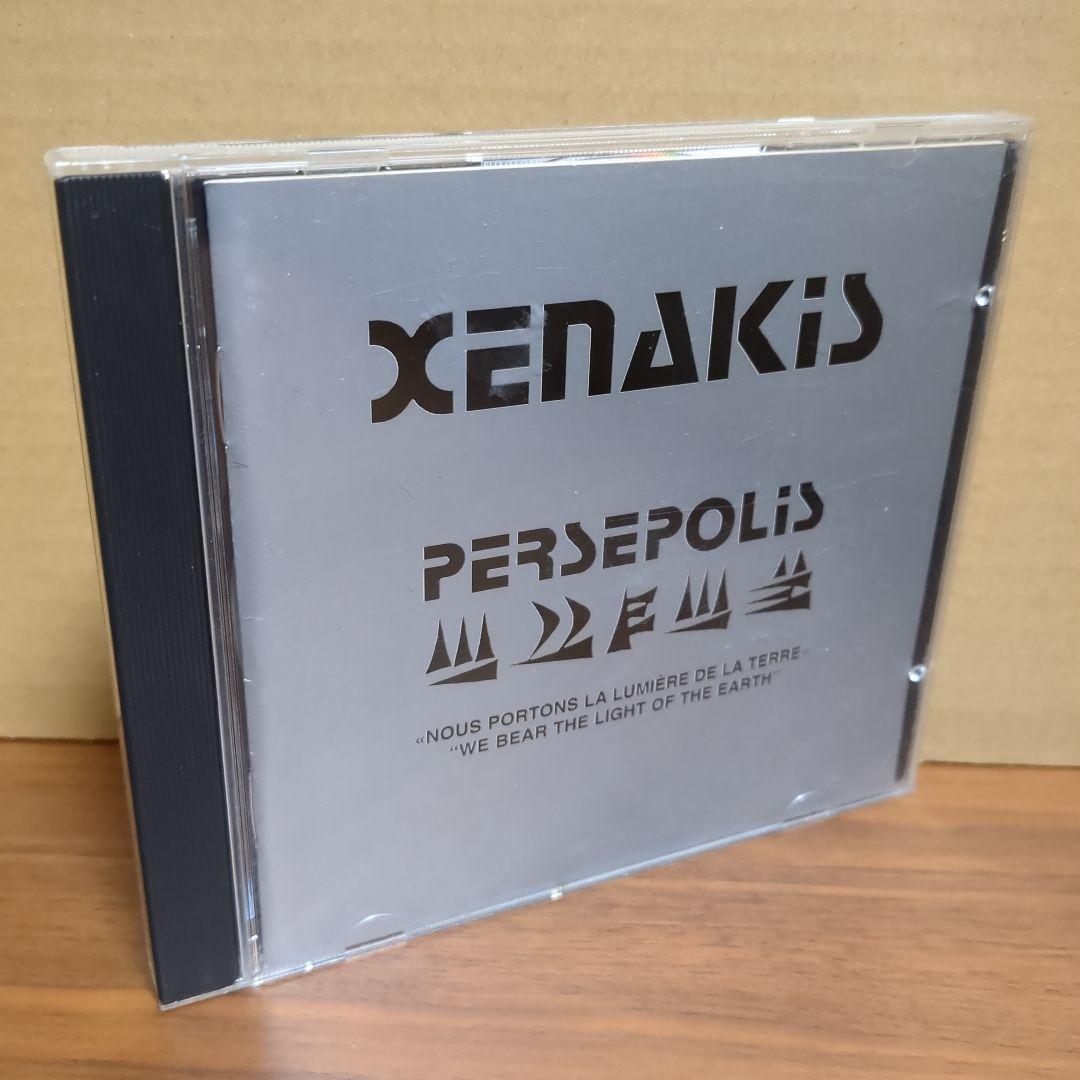 XENAKiS
PERSEPOLiS
«NOUS PORTONS LA LUMIÈRE DE LA TERRE»
“WE BEAR THE LIGHT OF THE EARTH”